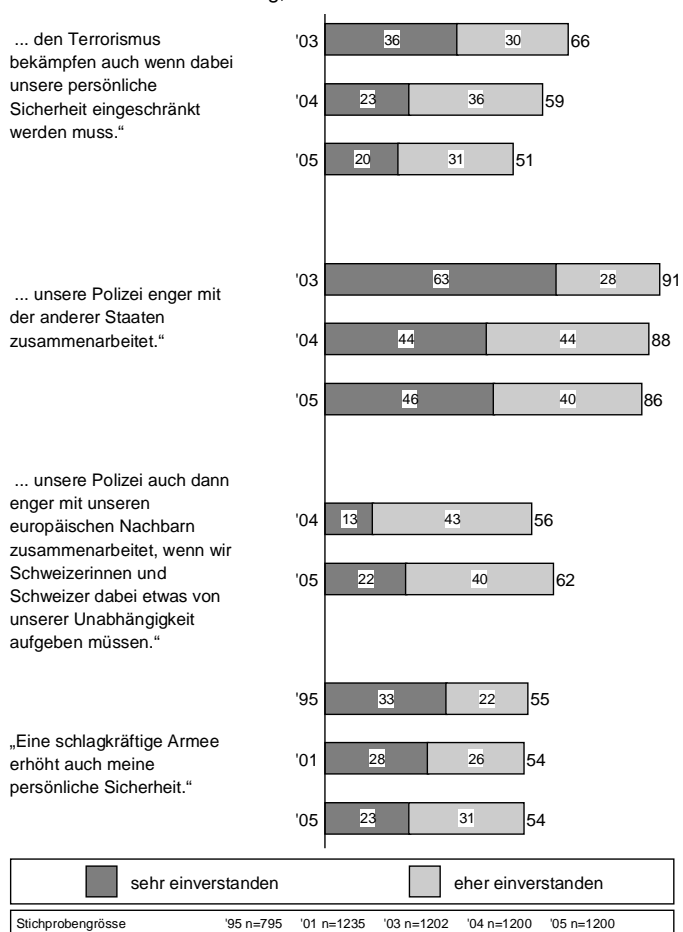 ... den Terrorismus
bekämpfen auch wenn dabei
unsere persönliche
Sicherheit eingeschränkt
werden muss.“
'03 36 30 66
'04 23 36 59
'05 20 31 51
... unsere Polizei enger mit
der anderer Staaten
zusammenarbeitet.“
'03 63 28 91
'04 44 44 88
'05 46 40 86
... unsere Polizei auch dann
enger mit unseren
europäischen Nachbarn
zusammenarbeitet, wenn wir
Schweizerinnen und
Schweizer dabei etwas von
unserer Unabhängigkeit
aufgeben müssen.“
'04 13 43 56
'05 22 40 62
„Eine schlagkräftige Armee
erhöht auch meine
persönliche Sicherheit.“
'95 33 22 55
'01 28 26 54
'05 23 31 54
sehr einverstanden eher einverstanden
Stichprobengrösse '95 n=795 '01 n=1235 '03 n=1202 '04 n=1200 '05 n=1200